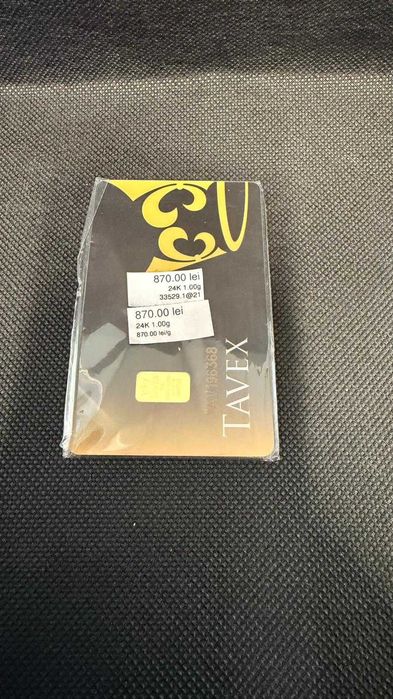 870.00 lei
24K 1.00g
33529.1@21
870.00 lei
24K 1.00g
870.00 lei/g
TAV196368
TAVEX